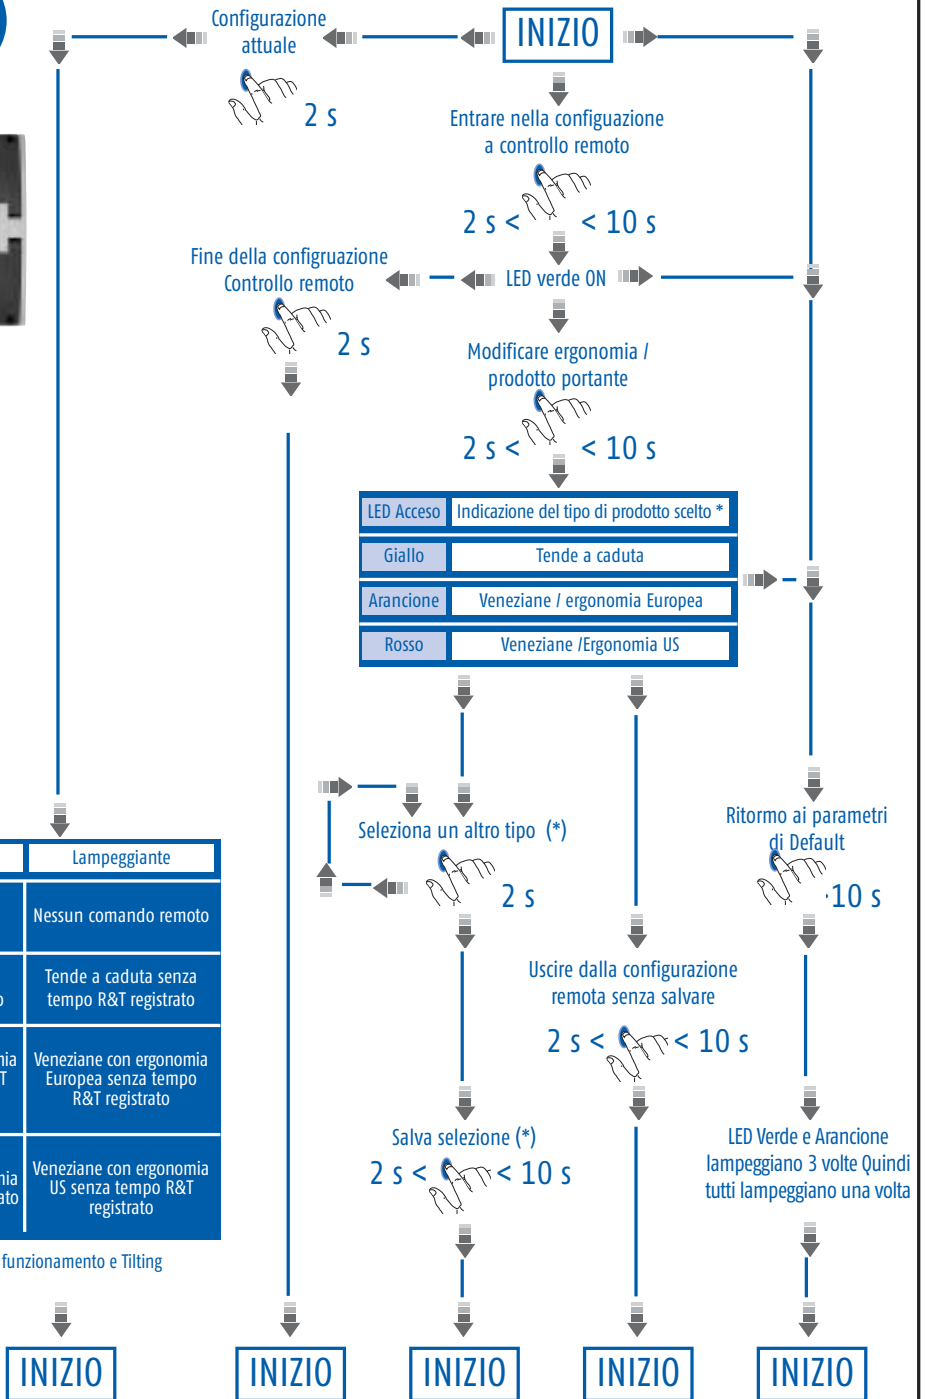 Configurazione
attuale
INIZIO
2 s
Entrare nella configuazione
a controllo remoto
2 s < < 10 s
Fine della configruazione
Controllo remoto
LED verde ON
2 s
Modificare ergonomia /
prodotto portante
2 s < < 10 s
LED Acceso Indicazione del tipo di prodotto scelto *
Giallo Tende a caduta
Arancione Veneziane / ergonomia Europea
Rosso Veneziane /Ergonomia US
Seleziona un altro tipo (*)
2 s
Ritormo ai parametri
di Default
10 s
Lampeggiante
Nessun comando remoto
Tende a caduta senza
tempo R&T registrato
Veneziane con ergonomia
Europea senza tempo
R&T registrato
Veneziane con ergonomia
US senza tempo R&T
registrato
funzionamento e Tilting
Uscire dalla configurazione
remota senza salvare
2 s < < 10 s
Salva selezione (*)
2 s < < 10 s
LED Verde e Arancione
lampeggiano 3 volte Quindi
tutti lampeggiano una volta
INIZIO INIZIO INIZIO INIZIO INIZIO